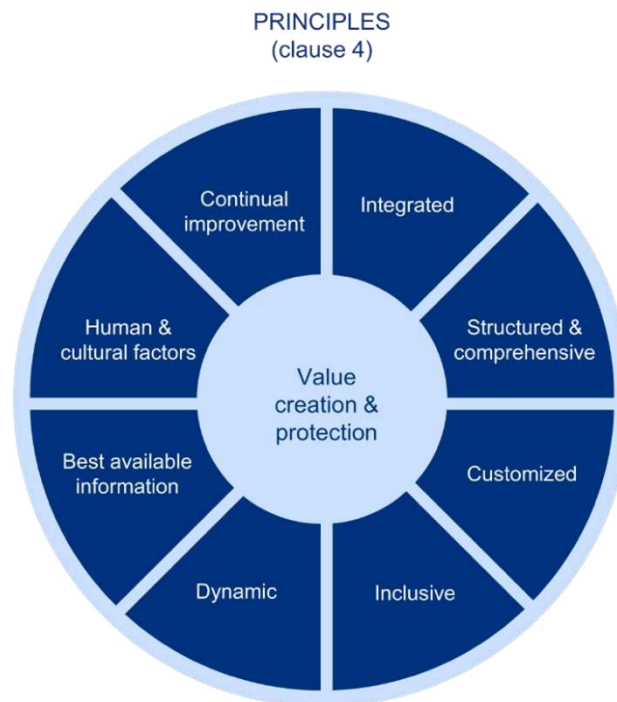 PRINCIPLES
(clause 4)
Continual
improvement
Integrated
Human &
cultural factors
Structured &
comprehensive
Value
creation &
protection
Best available
information
Customized
Dynamic
Inclusive